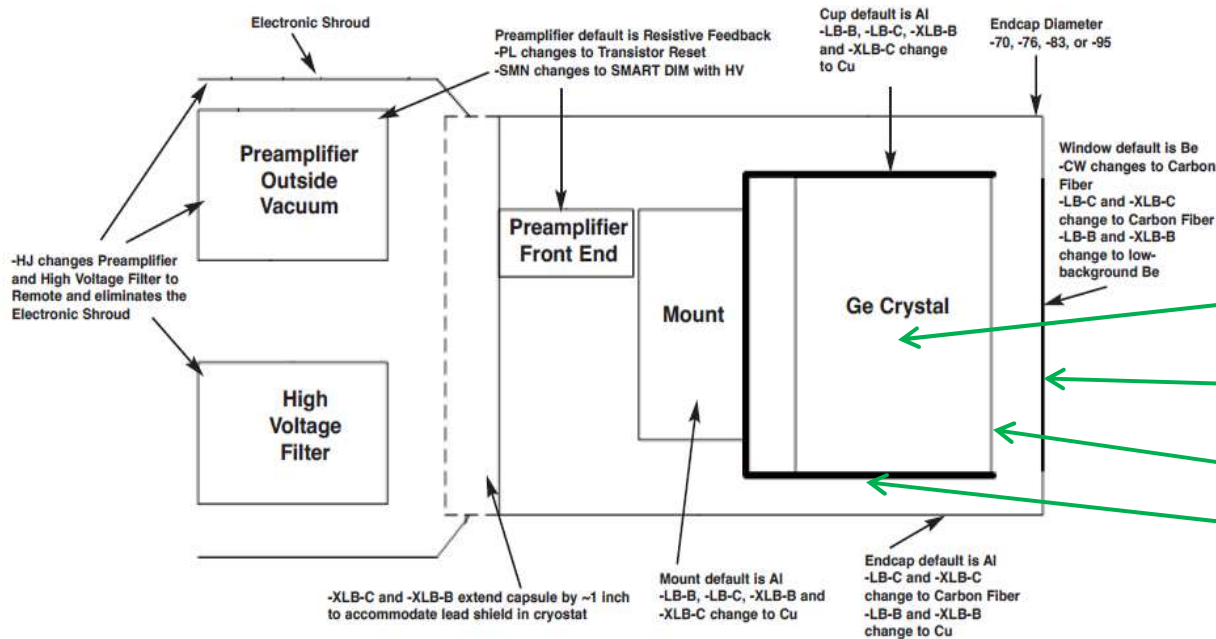 Electronic Shroud
Preamplifier default is Resistive Feedback
-PL changes to Transistor Reset
-SMN changes to SMART DIM with HV
Cup default is Al
-LB-B, -LB-C, -XLB-B
and -XLB-C change
to Cu
Endcap Diameter
-70, -76, -83, or -95
Window default is Be
-CW changes to Carbon
Fiber
-LB-C and -XLB-C
change to Carbon Fiber
-LB-B and -XLB-B
change to low-
background Be
Preamplifier
Outside
Vacuum
Preamplifier
Front End
Mount
Ge Crystal
-HJ changes Preamplifier
and High Voltage Filter to
Remote and eliminates the
Electronic Shroud
High
Voltage
Filter
-XLB-C and -XLB-B extend capsule by ~1 inch
to accommodate lead shield in cryostat
Mount default is Al
-LB-B, -LB-C, -XLB-B and
-XLB-C change to Cu
Endcap default is Al
-LB-C and -XLB-C
change to Carbon Fiber
-LB-B and -XLB-B
change to Cu